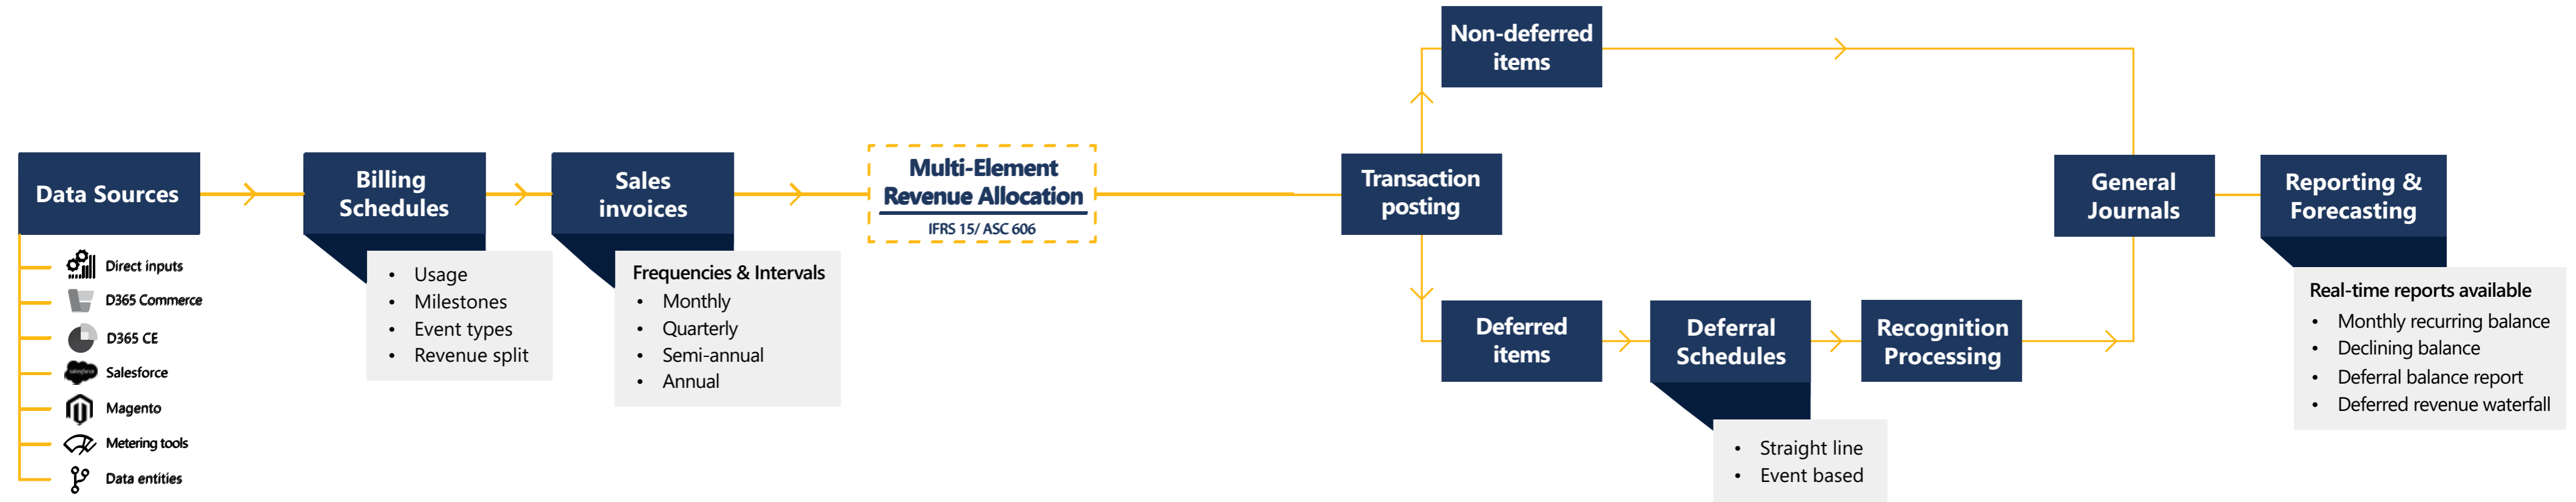 Data Sources
Direct inputs
D365 Commerce
D365 CE
Salesforce
Magento
Metering tools
Data entities
Billing
Schedules
• Usage
• Milestones
• Event types
• Revenue split
Sales
invoices
Frequencies & Intervals
• Monthly
• Quarterly
• Semi-annual
• Annual
Multi-Element
Revenue Allocation
IFRS 15/ ASC 606
Transaction
posting
Non-deferred
items
Deferred
items
Deferral
Schedules
• Straight line
• Event based
Recognition
Processing
General
Journals
Reporting &
Forecasting
Real-time reports available
• Monthly recurring balance
• Declining balance
• Deferral balance report
• Deferred revenue waterfall